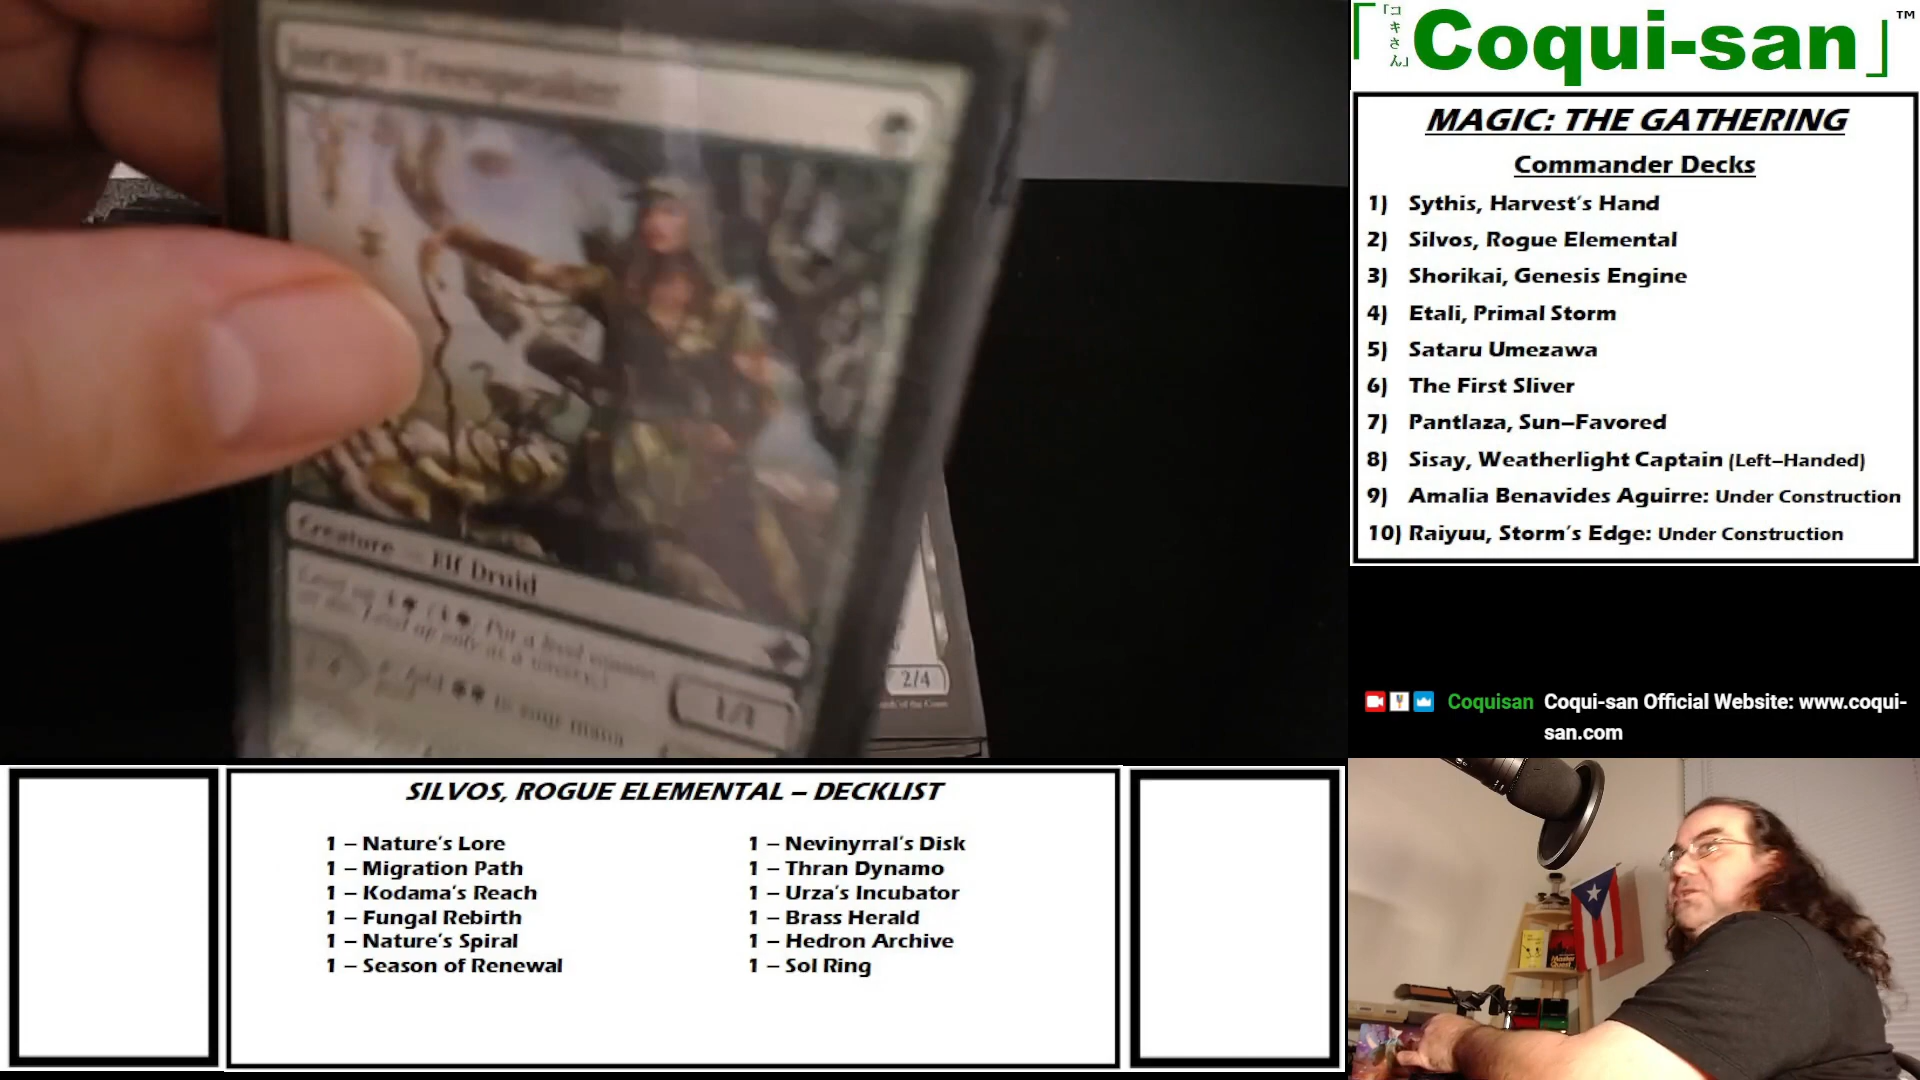 Joraga Treespeaker
Creature — Elf Druid
1/1
2/4
「コキさん」
「Coqui-san」™
MAGIC: THE GATHERING
Commander Decks
1) Sythis, Harvest's Hand
2) Silvos, Rogue Elemental
3) Shorikai, Genesis Engine
4) Etali, Primal Storm
5) Sataru Umezawa
6) The First Sliver
7) Pantlaza, Sun–Favored
8) Sisay, Weatherlight Captain (Left–Handed)
9) Amalia Benavides Aguirre: Under Construction
10) Raiyuu, Storm's Edge: Under Construction
Coquisan Coqui-san Official Website: www.coqui-
san.com
SILVOS, ROGUE ELEMENTAL – DECKLIST
1 – Nature's Lore
1 – Migration Path
1 – Kodama's Reach
1 – Fungal Rebirth
1 – Nature's Spiral
1 – Season of Renewal
1 – Nevinyrral's Disk
1 – Thran Dynamo
1 – Urza's Incubator
1 – Brass Herald
1 – Hedron Archive
1 – Sol Ring
Master
Quest